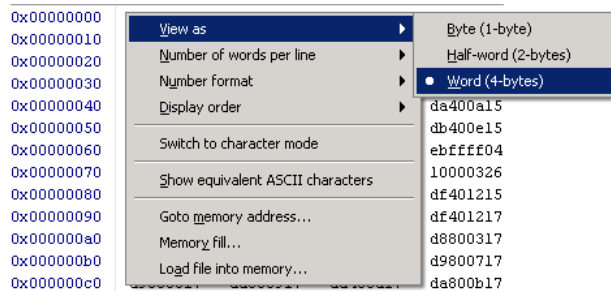 0x00000000
0x00000010
0x00000020
0x00000030
0x00000040 da400a15
0x00000050 db400e15
0x00000060 ebffff04
0x00000070 10000326
0x00000080 df401215
0x00000090 df401217
0x000000a0 d8800317
0x000000b0 d9800717
0x000000c0 da800b17
View as
Number of words per line
Number format
Display order
Switch to character mode
Show equivalent ASCII characters
Goto memory address...
Memory fill...
Load file into memory...
Byte (1-byte)
Half-word (2-bytes)
Word (4-bytes)